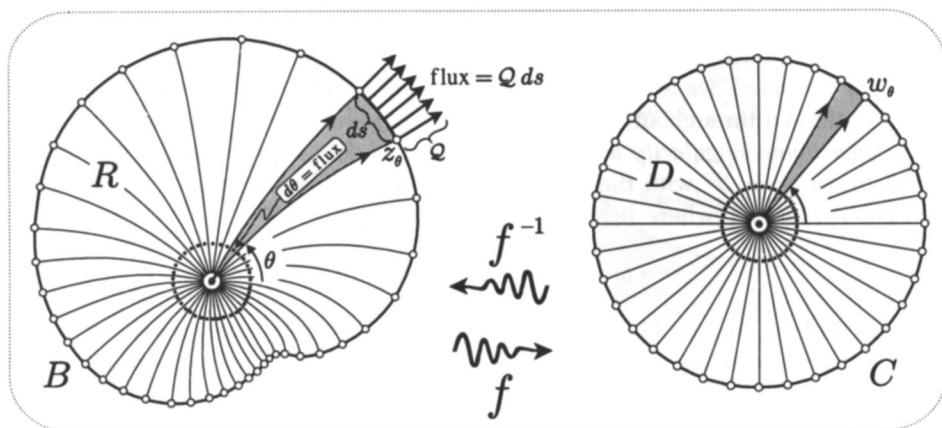 flux = Q ds
ds
z_θ
Q
dθ = flux
R
θ
B
f⁻¹
f
w_θ
D
C